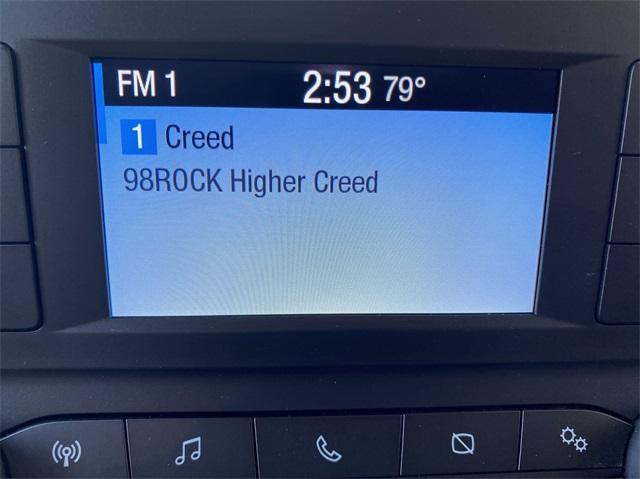 FM 1 2:53 79°
1 Creed
98ROCK Higher Creed